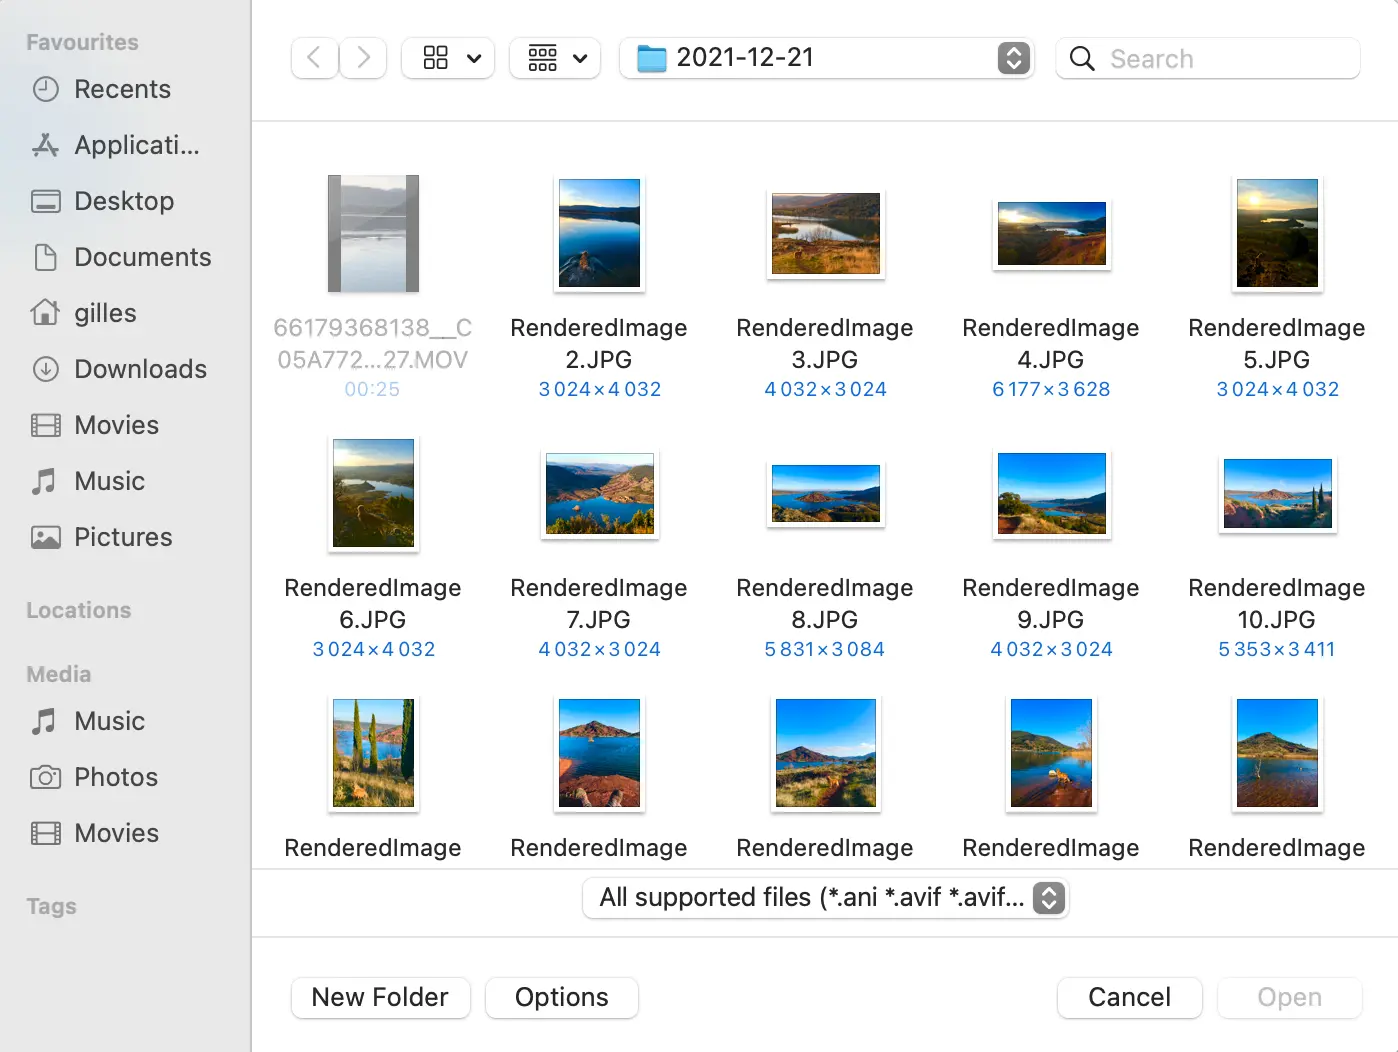 Favourites
Recents
Applicati...
Desktop
Documents
gilles
Downloads
Movies
Music
Pictures
Locations
Media
Music
Photos
Movies
Tags
2021-12-21
Search
66179368138__C
05A772...27.MOV
00:25
RenderedImage
2.JPG
3 024×4 032
RenderedImage
3.JPG
4 032×3 024
RenderedImage
4.JPG
6 177×3 628
RenderedImage
5.JPG
3 024×4 032
RenderedImage
6.JPG
3 024×4 032
RenderedImage
7.JPG
4 032×3 024
RenderedImage
8.JPG
5 831×3 084
RenderedImage
9.JPG
4 032×3 024
RenderedImage
10.JPG
5 353×3 411
RenderedImage
RenderedImage
RenderedImage
RenderedImage
RenderedImage
All supported files (*.ani *.avif *.avif...
New Folder
Options
Cancel
Open